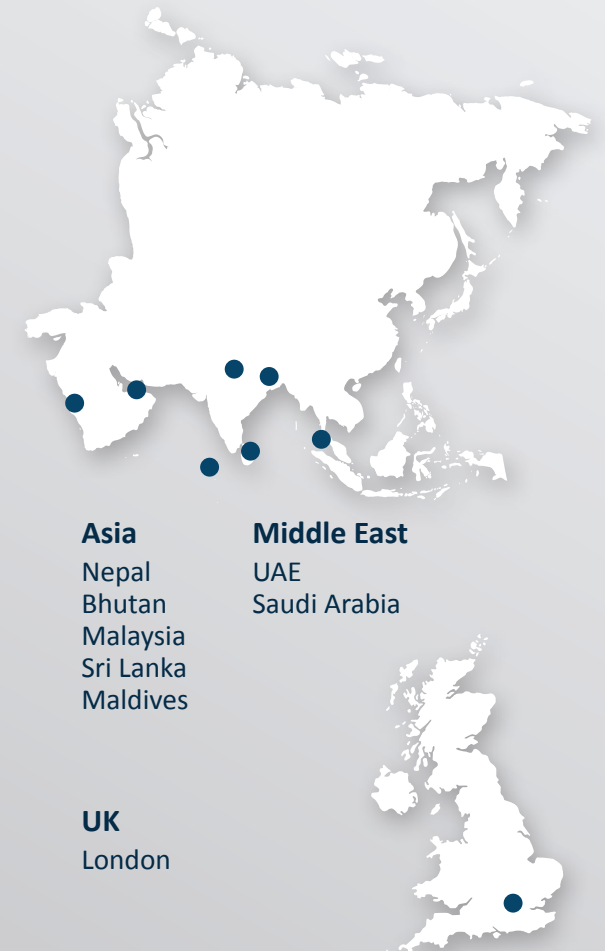 Asia
Nepal
Bhutan
Malaysia
Sri Lanka
Maldives
Middle East
UAE
Saudi Arabia
UK
London